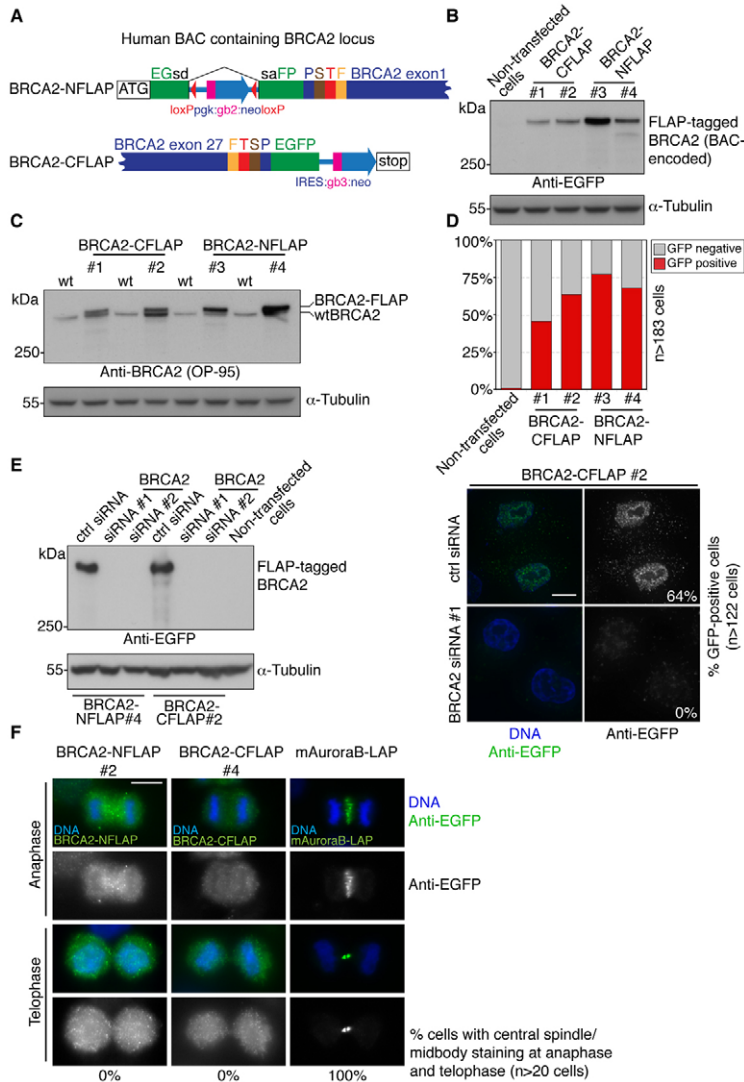 A
Human BAC containing BRCA2 locus
BRCA2-NFLAP ATG EGsd saFP P S T F BRCA2 exon1
loxPpgk:gb2:neoloxP
BRCA2 exon 27 F T S P EGFP
BRCA2-CFLAP stop
IRES:gb3:neo
B
Non-transfected cells
BRCA2-CFLAP
BRCA2-NFLAP
#1 #2 #3 #4
kDa
250-
FLAP-tagged
BRCA2 (BAC-
encoded)
Anti-EGFP
55-
α-Tubulin
C
BRCA2-CFLAP BRCA2-NFLAP
#1 #2 #3 #4
wt wt wt wt
kDa
BRCA2-FLAP
wtBRCA2
250-
Anti-BRCA2 (OP-95)
55-
α-Tubulin
D
100%
75%
50%
25%
0%
GFP negative
GFP positive
n>183 cells
#1 #2 #3 #4
Non-transfected cells
BRCA2-CFLAP
BRCA2-NFLAP
E
BRCA2 BRCA2
ctrl siRNA
siRNA #1
siRNA #2
ctrl siRNA
siRNA #1
siRNA #2
Non-transfected cells
kDa
FLAP-tagged
BRCA2
250-
Anti-EGFP
55-
α-Tubulin
BRCA2-NFLAP#4
BRCA2-CFLAP#2
BRCA2-CFLAP #2
ctrl siRNA
64%
BRCA2 siRNA #1
0%
% GFP-positive cells
(n>122 cells)
DNA
Anti-EGFP
Anti-EGFP
F
BRCA2-NFLAP #2
BRCA2-CFLAP #4
mAuroraB-LAP
Anaphase
DNA
BRCA2-NFLAP
DNA
BRCA2-CFLAP
DNA
mAuroraB-LAP
DNA
Anti-EGFP
Anti-EGFP
Telophase
% cells with central spindle/
midbody staining at anaphase
and telophase (n>20 cells)
0% 0% 100%